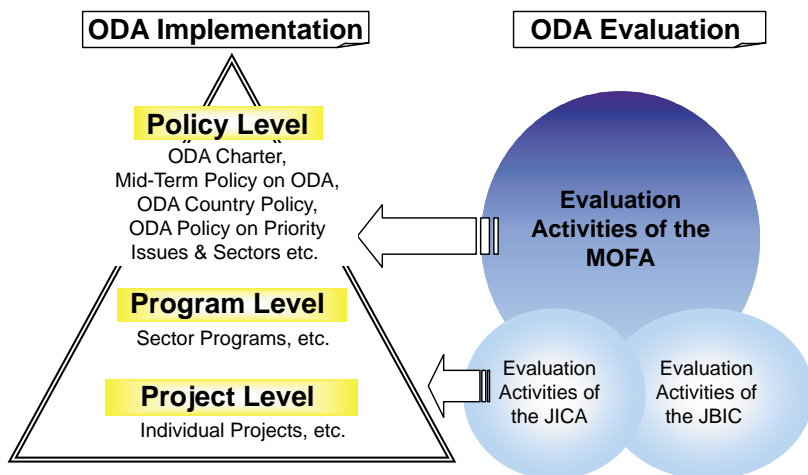 ODA Implementation
ODA Evaluation
Policy Level
ODA Charter,
Mid-Term Policy on ODA,
ODA Country Policy,
ODA Policy on Priority
Issues & Sectors etc.
Program Level
Sector Programs, etc.
Project Level
Individual Projects, etc.
Evaluation
Activities of the
MOFA
Evaluation
Activities of
the JICA
Evaluation
Activities of
the JBIC